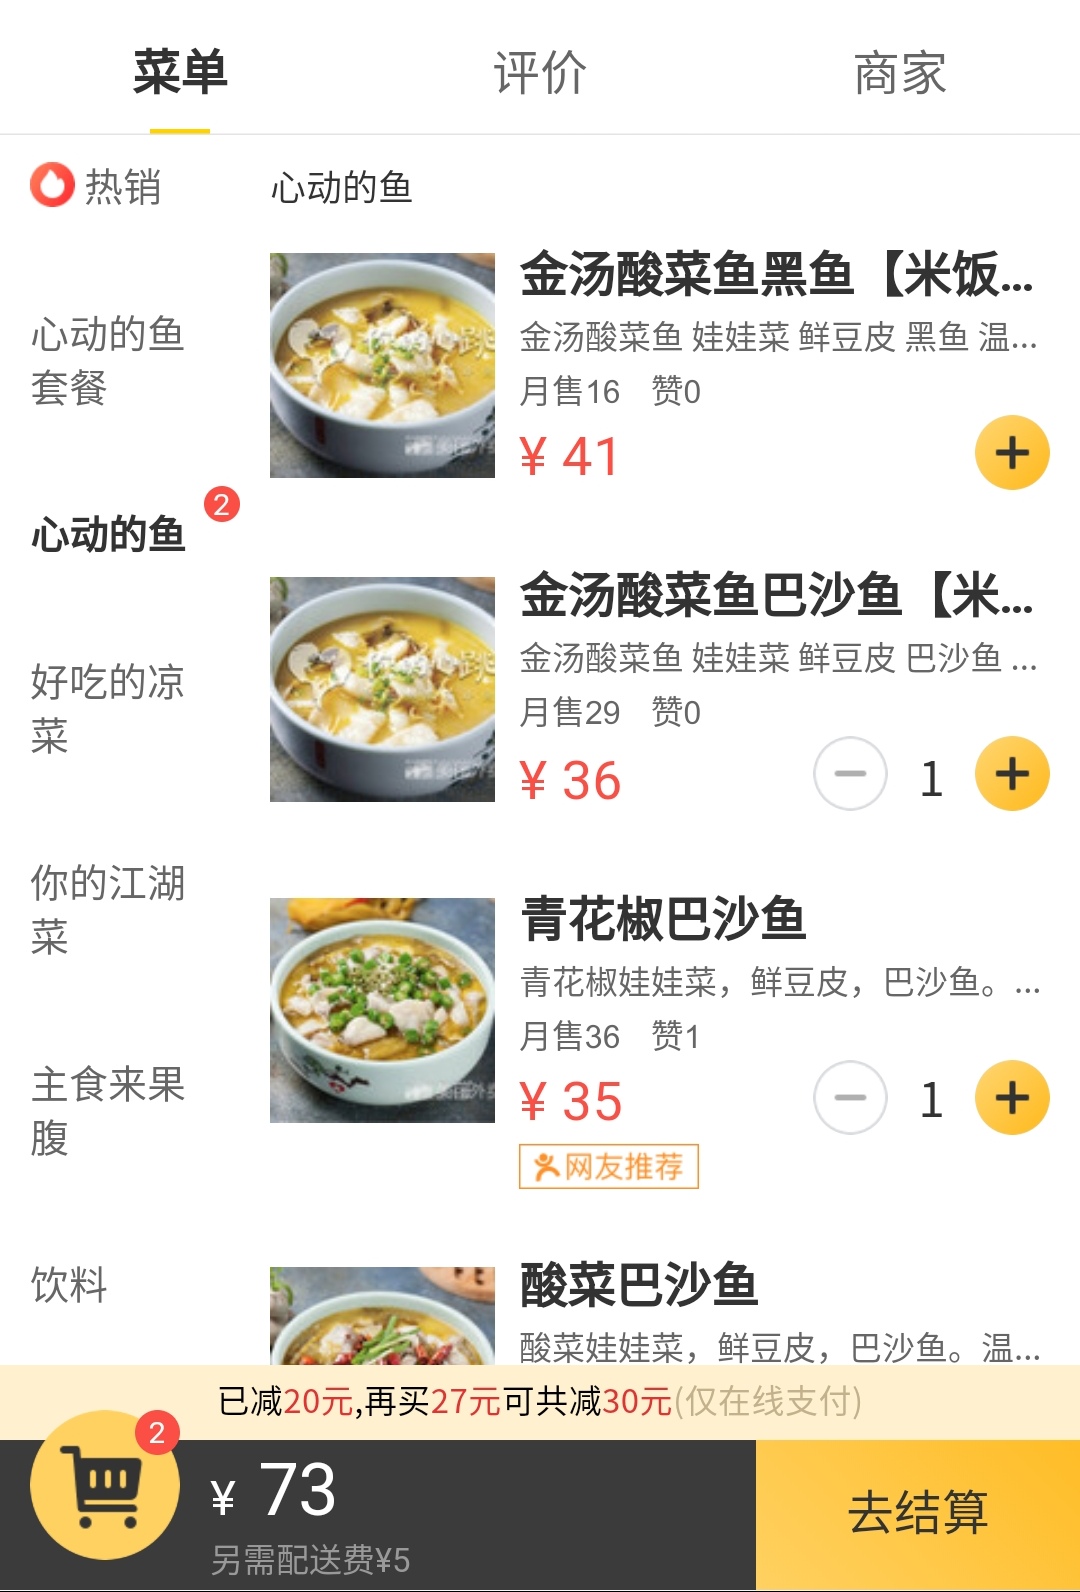 菜单
评价
商家
热销
心动的鱼
套餐
心动的鱼
2
好吃的凉
菜
你的江湖
菜
主食来果
腹
饮料
心动的鱼
金汤酸菜鱼黑鱼【米饭...
金汤酸菜鱼 娃娃菜 鲜豆皮 黑鱼 温...
月售16 赞0
¥ 41
金汤酸菜鱼巴沙鱼【米...
金汤酸菜鱼 娃娃菜 鲜豆皮 巴沙鱼 ...
月售29 赞0
¥ 36
1
青花椒巴沙鱼
青花椒娃娃菜，鲜豆皮，巴沙鱼。...
月售36 赞1
¥ 35
1
网友推荐
酸菜巴沙鱼
酸菜娃娃菜，鲜豆皮，巴沙鱼。温...
已减20元,再买27元可共减30元(仅在线支付)
2
¥ 73
另需配送费¥5
去结算